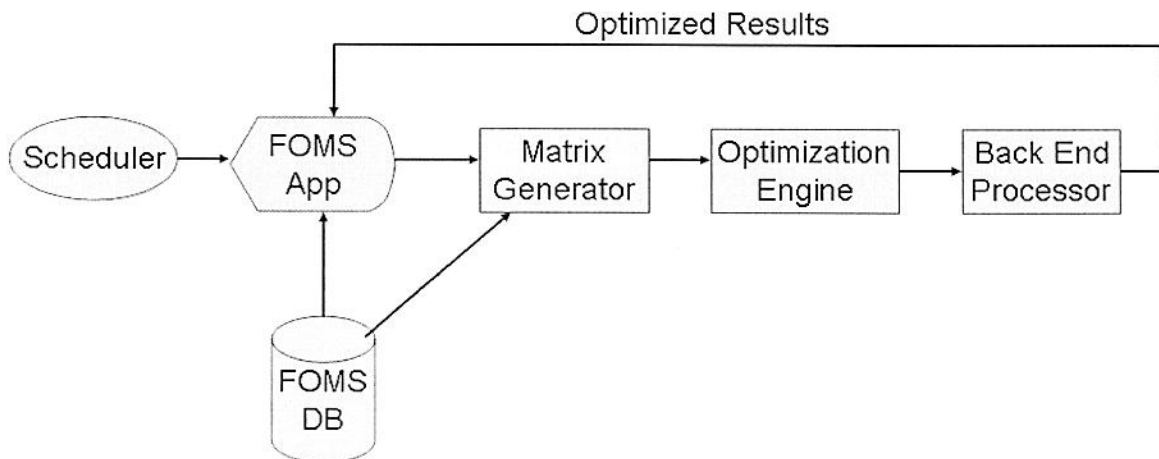 Optimized Results
Scheduler
FOMS
App
Matrix
Generator
Optimization
Engine
Back End
Processor
FOMS
DB